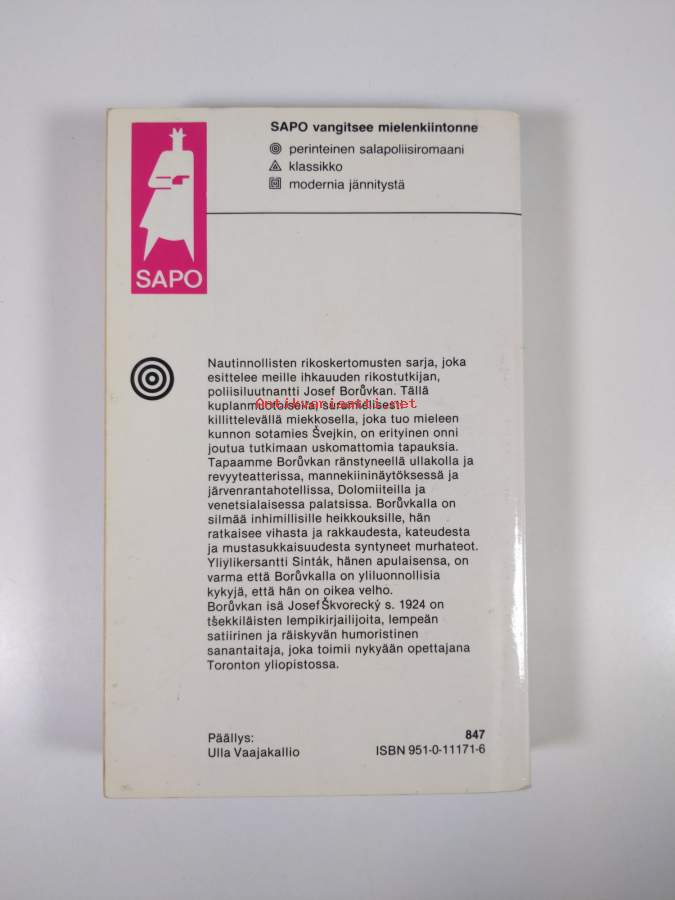 SAPO vangitsee mielenkiintonne
perinteinen salapoliisiromaani
klassikko
modernia jännitystä
SAPO
Nautinnollisten rikoskertomusten sarja, joka
esittelee meille ihkauuden rikostutkijan,
poliisiluutnantti Josef Borůvkan. Tällä
kuplanmuotoisella, surumielisesti
Antikvariaatti.net
killittelevällä miekkosella, joka tuo mieleen
kunnon sotamies Švejkin, on erityinen onni
joutua tutkimaan uskomattomia tapauksia.
Tapaamme Borůvkan ränstyneellä ullakolla ja
revyyteatterissa, mannekiininäytöksessä ja
järvenrantahotellissa, Dolomiiteilla ja
venetsialaisessa palatsissa. Borůvkalla on
silmää inhimillisille heikkouksille, hän
ratkaisee vihasta ja rakkaudesta, kateudesta
ja mustasukkaisuudesta syntyneet murhateot.
Yliylikersantti Sinták, hänen apulaisensa, on
varma että Borůvkalla on yliluonnollisia
kykyjä, että hän on oikea velho.
Borůvkan isä Josef Škvorecký s. 1924 on
tšekkiläisten lempikirjailijoita, lempeän
satiirinen ja räiskyvän humoristinen
sanantaitaja, joka toimii nykyään opettajana
Toronton yliopistossa.
Päällys:
Ulla Vaajakallio
847
ISBN 951-0-11171-6